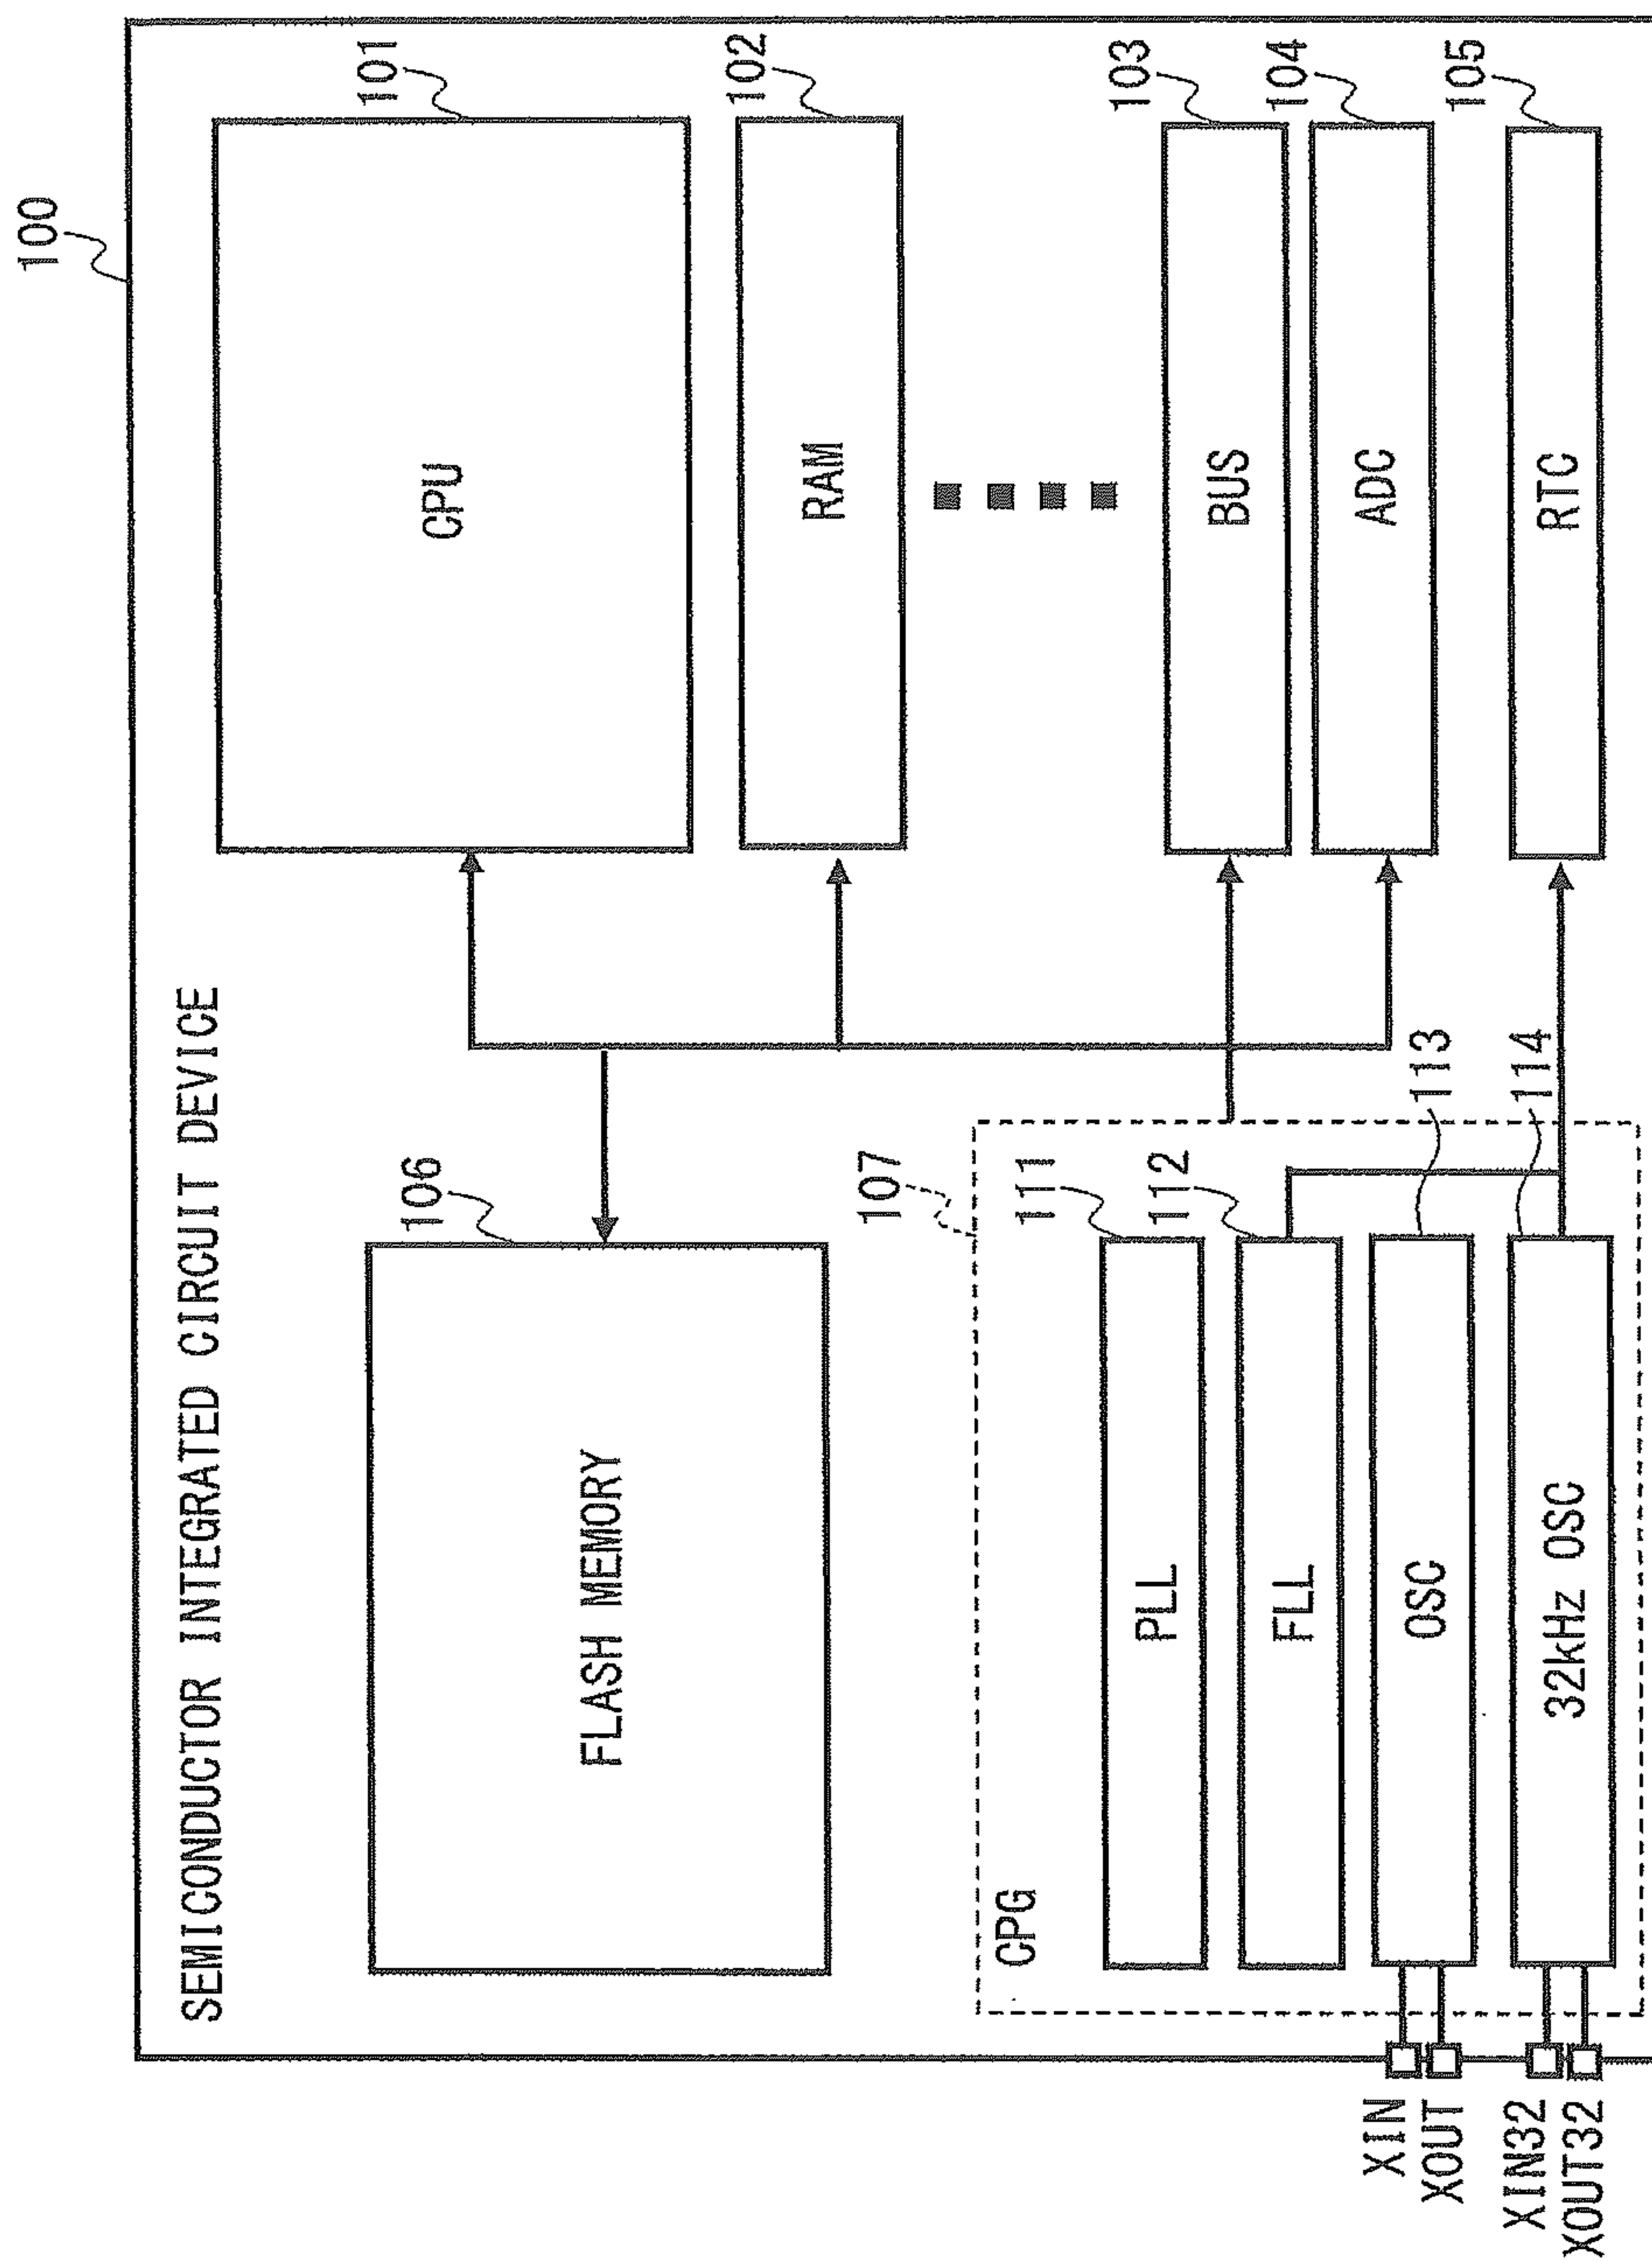 100
SEMICONDUCTOR INTEGRATED CIRCUIT DEVICE
101
CPU
106
FLASH MEMORY
102
RAM
107
CPG
103
BUS
111
PLL
104
ADC
112
FLL
113
OSC
XIN
XOUT
105
RTC
114
32kHz OSC
XIN32
XOUT32